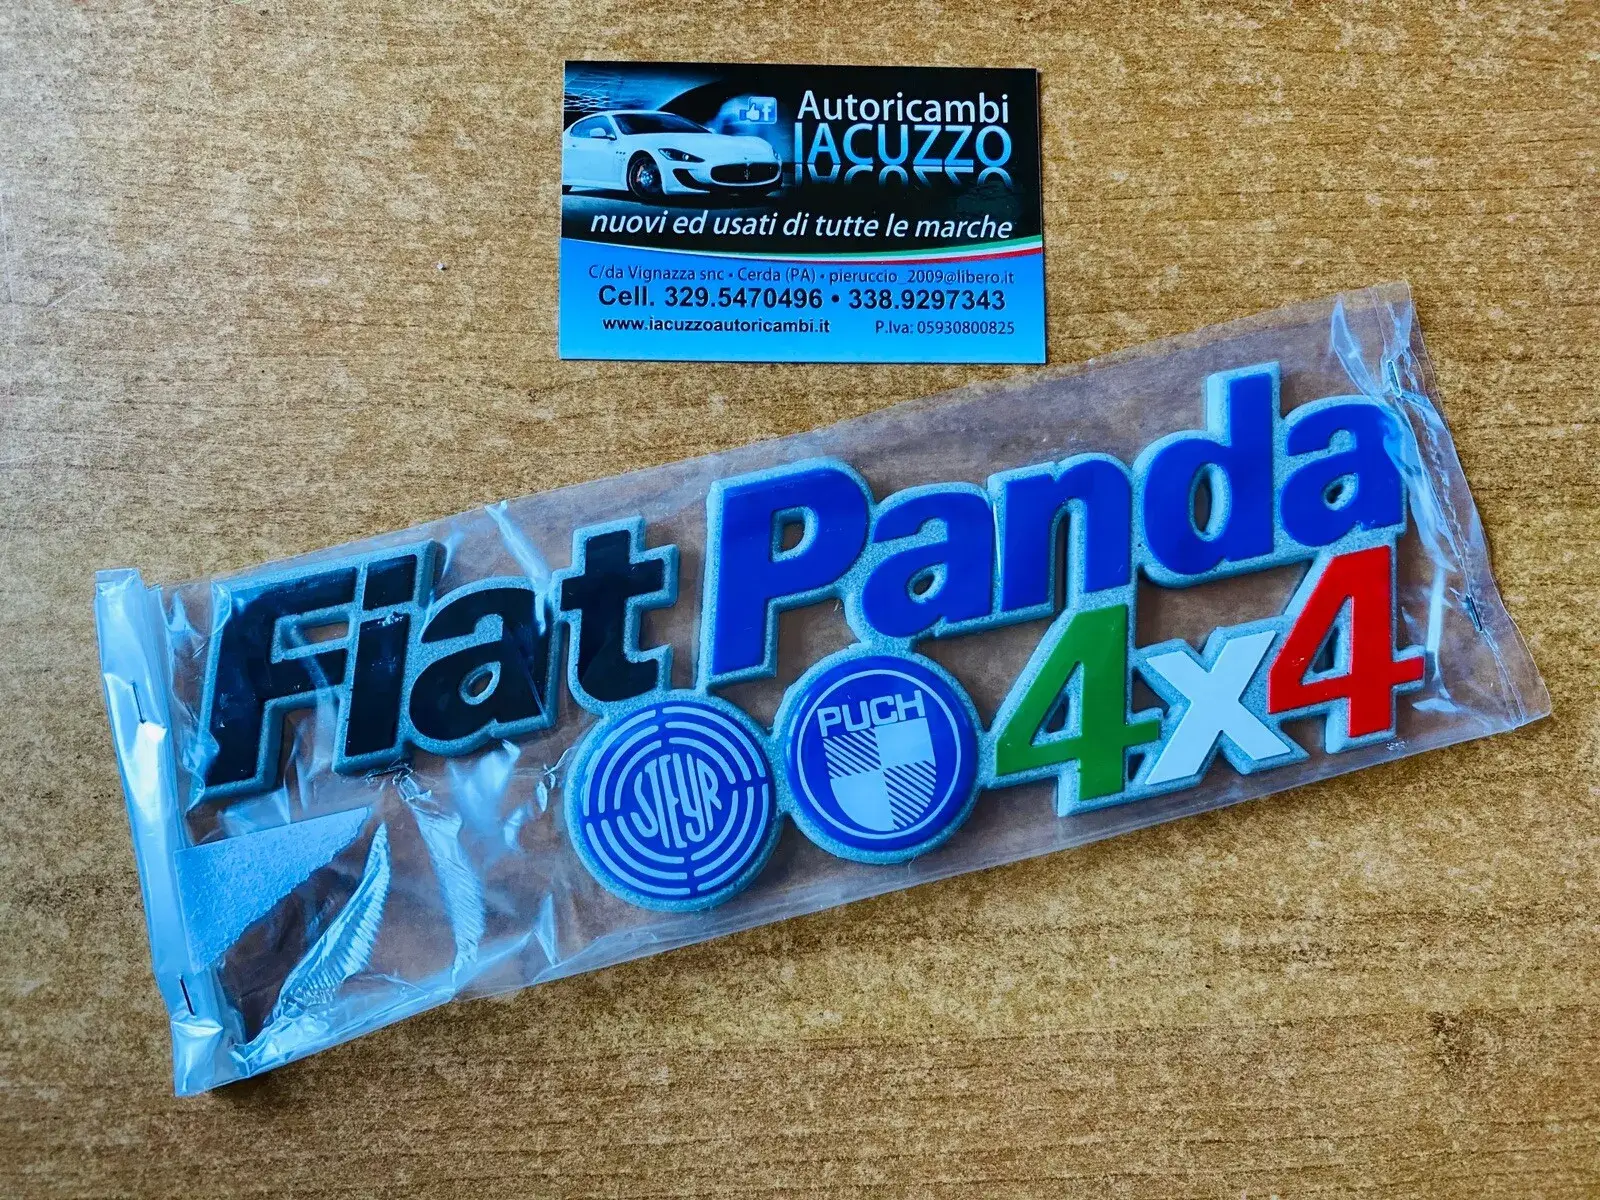 Autoricambi
IACUZZO
nuovi ed usati di tutte le marche
C/da Vignazza snc • Cerda (PA) • pieruccio_2009@libero.it
Cell. 329.5470496 • 338.9297343
www.iacuzzoautoricambi.it P.Iva: 05930800825
Fiat Panda
STEYR PUCH 4x4